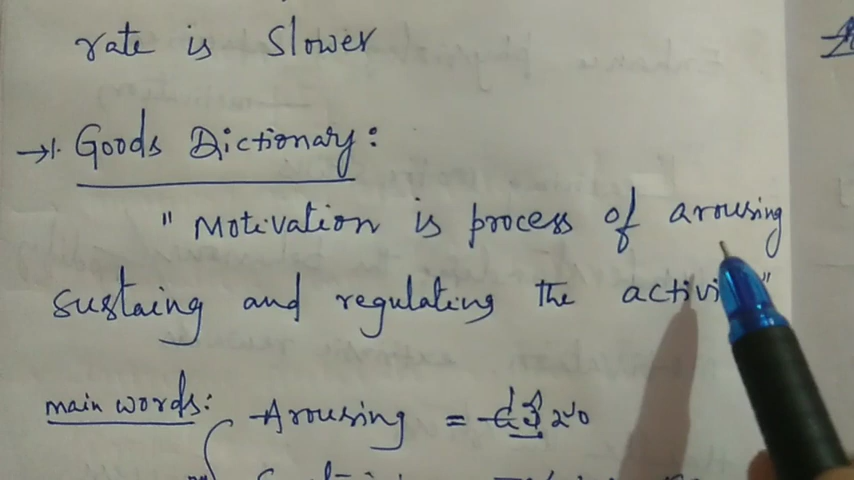 rate is slower
→1. Goods Dictionary:
" Motivation is process of arousing
sustaing and regulating the activi "
main words: Arousing =